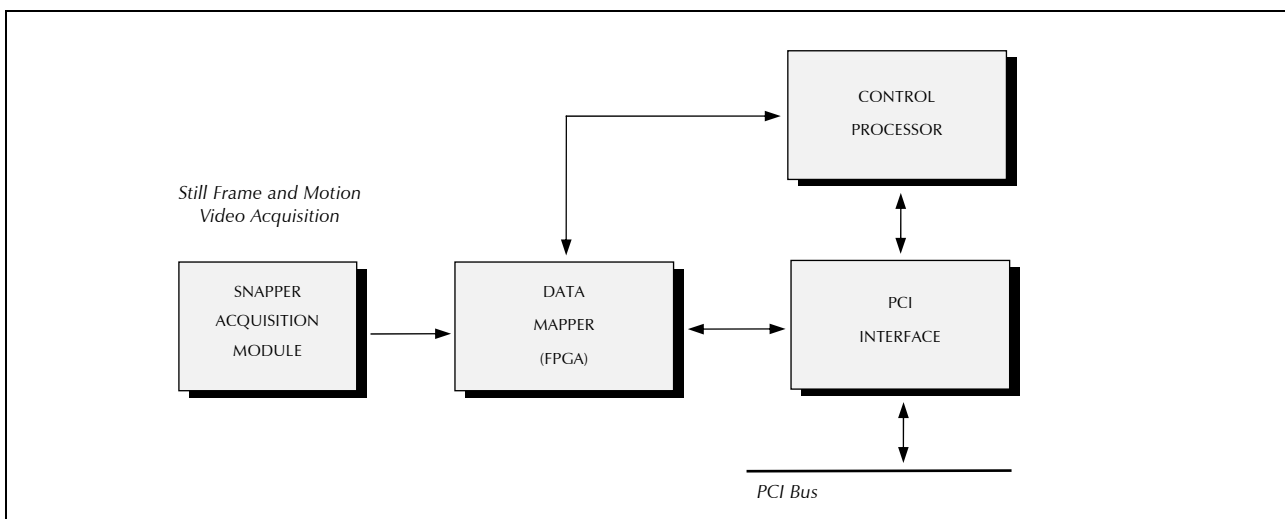 CONTROL
PROCESSOR
Still Frame and Motion
Video Acquisition
SNAPPER
ACQUISITION
MODULE
DATA
MAPPER
(FPGA)
PCI
INTERFACE
PCI Bus